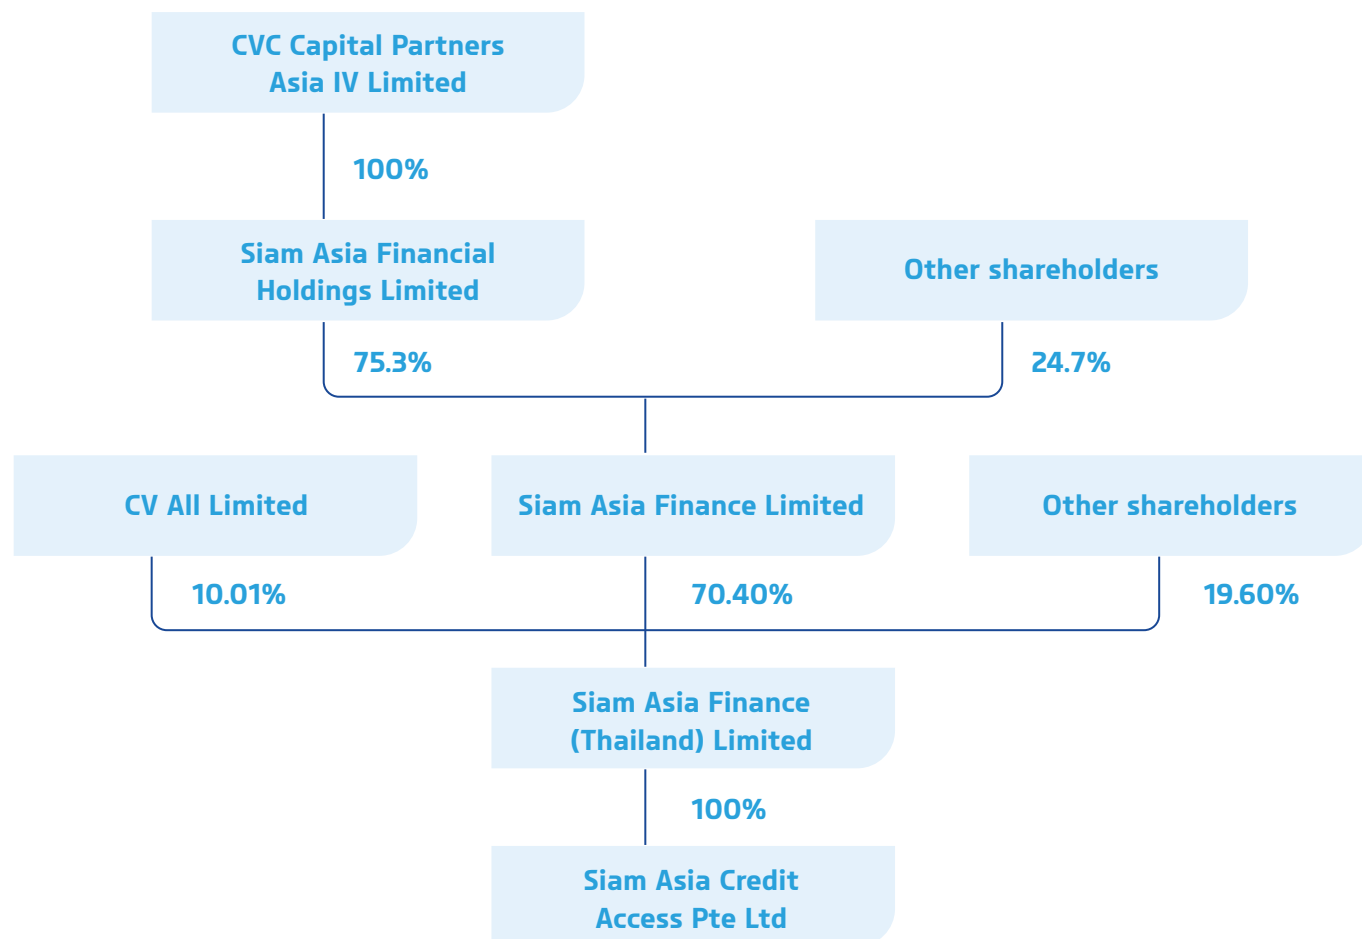 CVC Capital Partners
Asia IV Limited
100%
Siam Asia Financial
Holdings Limited
Other shareholders
75.3%
24.7%
CV All Limited
Siam Asia Finance Limited
Other shareholders
10.01%
70.40%
19.60%
Siam Asia Finance
(Thailand) Limited
100%
Siam Asia Credit
Access Pte Ltd